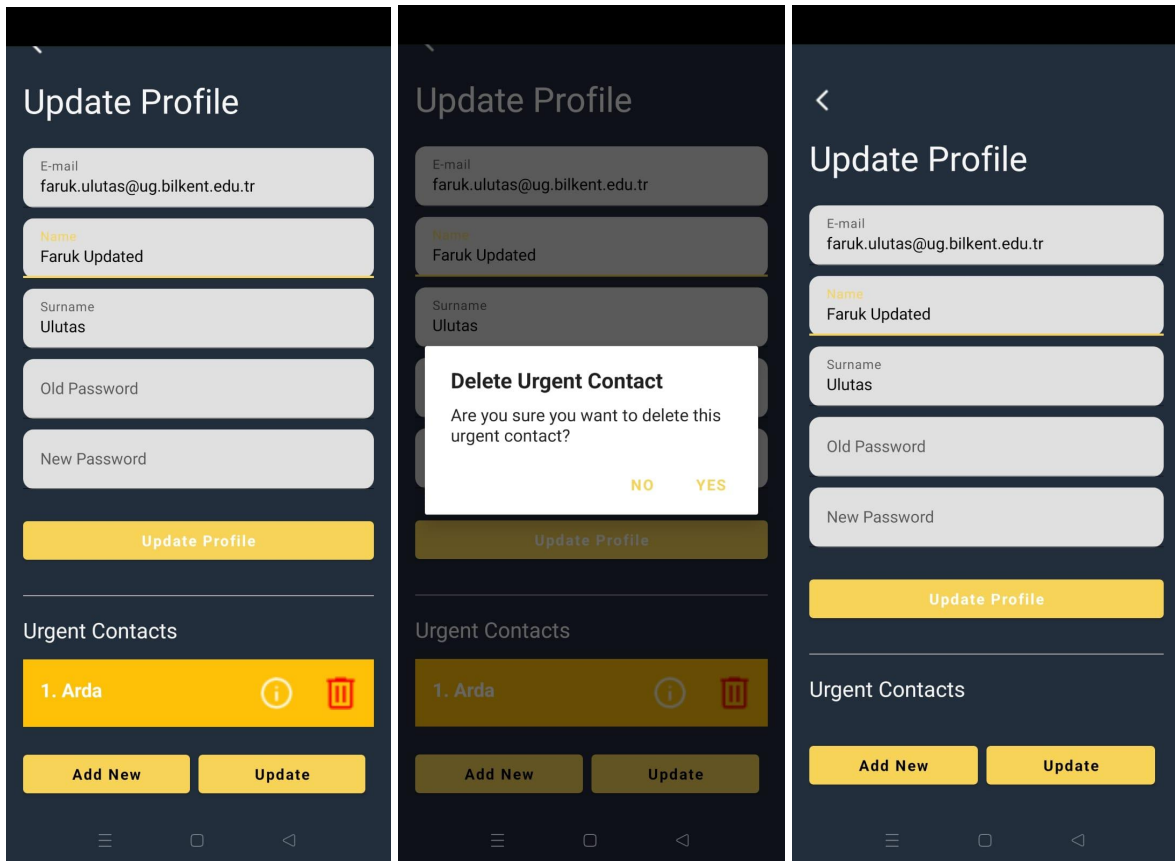 Update Profile
E-mail
faruk.ulutas@ug.bilkent.edu.tr
Name
Faruk Updated
Surname
Ulutas
Old Password
New Password
Update Profile
Urgent Contacts
1. Arda
Add New
Update
Update Profile
E-mail
faruk.ulutas@ug.bilkent.edu.tr
Name
Faruk Updated
Surname
Ulutas
Delete Urgent Contact
Are you sure you want to delete this
urgent contact?
NO YES
Update Profile
Urgent Contacts
1. Arda
Add New
Update
Update Profile
E-mail
faruk.ulutas@ug.bilkent.edu.tr
Name
Faruk Updated
Surname
Ulutas
Old Password
New Password
Update Profile
Urgent Contacts
Add New
Update